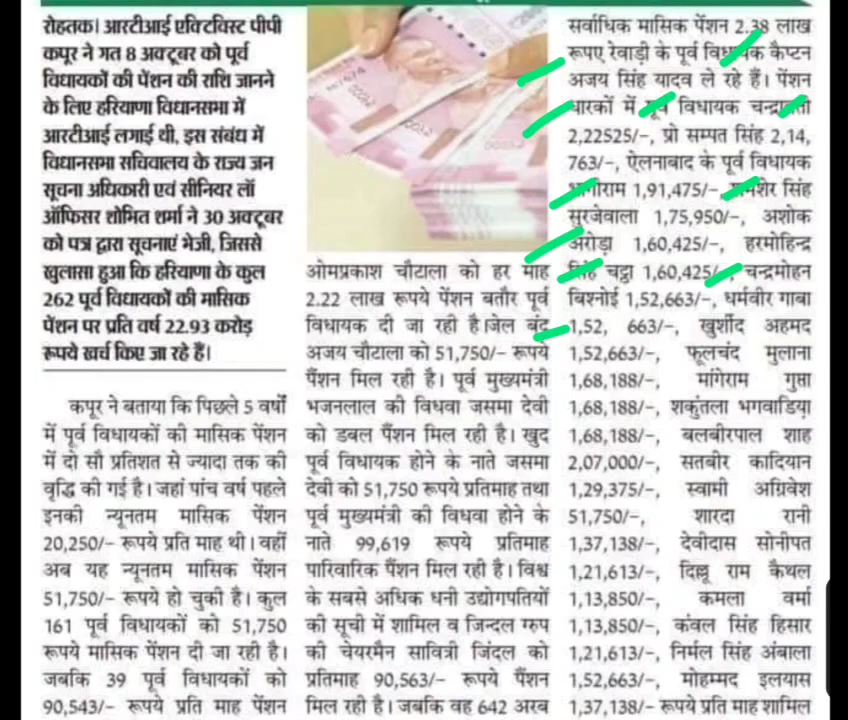 रोहतक। आरटीआई एक्टिविस्ट पीपी
कपूर ने गत 8 अक्टूबर को पूर्व
विधायकों की पेंशन की राशि जानने
के लिए हरियाणा विधानसभा में
आरटीआई लगाई थी, इस संबंध में
विधानसभा सचिवालय के राज्य जन
सूचना अधिकारी एवं सीनियर लॉ
ऑफिसर शोमित शर्मा ने 30 अक्टूबर
को पत्र द्वारा सूचनाएं भेजी, जिससे
खुलासा हुआ कि हरियाणा के कुल
262 पूर्व विधायकों की मासिक
पेंशन पर प्रति वर्ष 22.93 करोड़
रूपये खर्च किए जा रहे हैं।
कपूर ने बताया कि पिछले 5 वर्षों
में पूर्व विधायकों की मासिक पेंशन
में दो सौ प्रतिशत से ज्यादा तक की
वृद्धि की गई है। जहां पांच वर्ष पहले
इनकी न्यूनतम मासिक पेंशन
20,250/- रूपये प्रति माह थी। वहीं
अब यह न्यूनतम मासिक पेंशन
51,750/- रूपये हो चुकी है। कुल
161 पूर्व विधायकों को 51,750
रूपये मासिक पेंशन दी जा रही है।
जबकि 39 पूर्व विधायकों को
90,543/- रूपये प्रति माह पेंशन
ओमप्रकाश चौटाला को हर माह
2.22 लाख रूपये पेंशन बतौर पूर्व
विधायक दी जा रही है।जेल बंद
अजय चौटाला को 51,750/- रूपये
पैंशन मिल रही है। पूर्व मुख्यमंत्री
भजनलाल की विधवा जसमा देवी
को डबल पैंशन मिल रही है। खुद
पूर्व विधायक होने के नाते जसमा
देवी को 51,750 रूपये प्रतिमाह तथा
पूर्व मुख्यमंत्री की विधवा होने के
नाते 99,619 रूपये प्रतिमाह
पारिवारिक पैंशन मिल रही है। विश्व
के सबसे अधिक धनी उद्योगपतियों
की सूची में शामिल व जिन्दल ग्रुप
की चेयरमैन सावित्री जिंदल को
प्रतिमाह 90,563/- रूपये पैंशन
मिल रही है। जबकि वह 642 अरब
सर्वाधिक मासिक पेंशन 2.38 लाख
रूपए रेवाड़ी के पूर्व विधायक कैप्टन
अजय सिंह यादव ले रहे हैं। पेंशन
धारकों में पूर्व विधायक चन्द्रावती
2,22525/-, प्रो सम्पत सिंह 2,14,
763/-, ऐलनाबाद के पूर्व विधायक
भागीराम 1,91,475/- शमशेर सिंह
सुरजेवाला 1,75,950/-, अशोक
अरोड़ा 1,60,425/-, हरमोहिन्द्र
सिंह चट्ठा 1,60,425/-, चन्द्रमोहन
बिश्नोई 1,52,663/-, धर्मवीर गाबा
1,52, 663/-, खुर्शीद अहमद
1,52,663/-, फूलचंद मुलाना
1,68,188/-, मांगेराम गुप्ता
1,68,188/-, शकुंतला भगवाडिया
1,68,188/-, बलबीरपाल शाह
2,07,000/-, सतबीर कादियान
1,29,375/-, स्वामी अग्निवेश
51,750/-, शारदा रानी
1,37,138/-, देवीदास सोनीपत
1,21,613/-, दिल्लू राम कैथल
1,13,850/-, कमला वर्मा
1,13,850/-, कंवल सिंह हिसार
1,21,613/-, निर्मल सिंह अंबाला
1,52,663/-, मोहम्मद इलयास
1,37,138/- रूपये प्रति माह शामिल